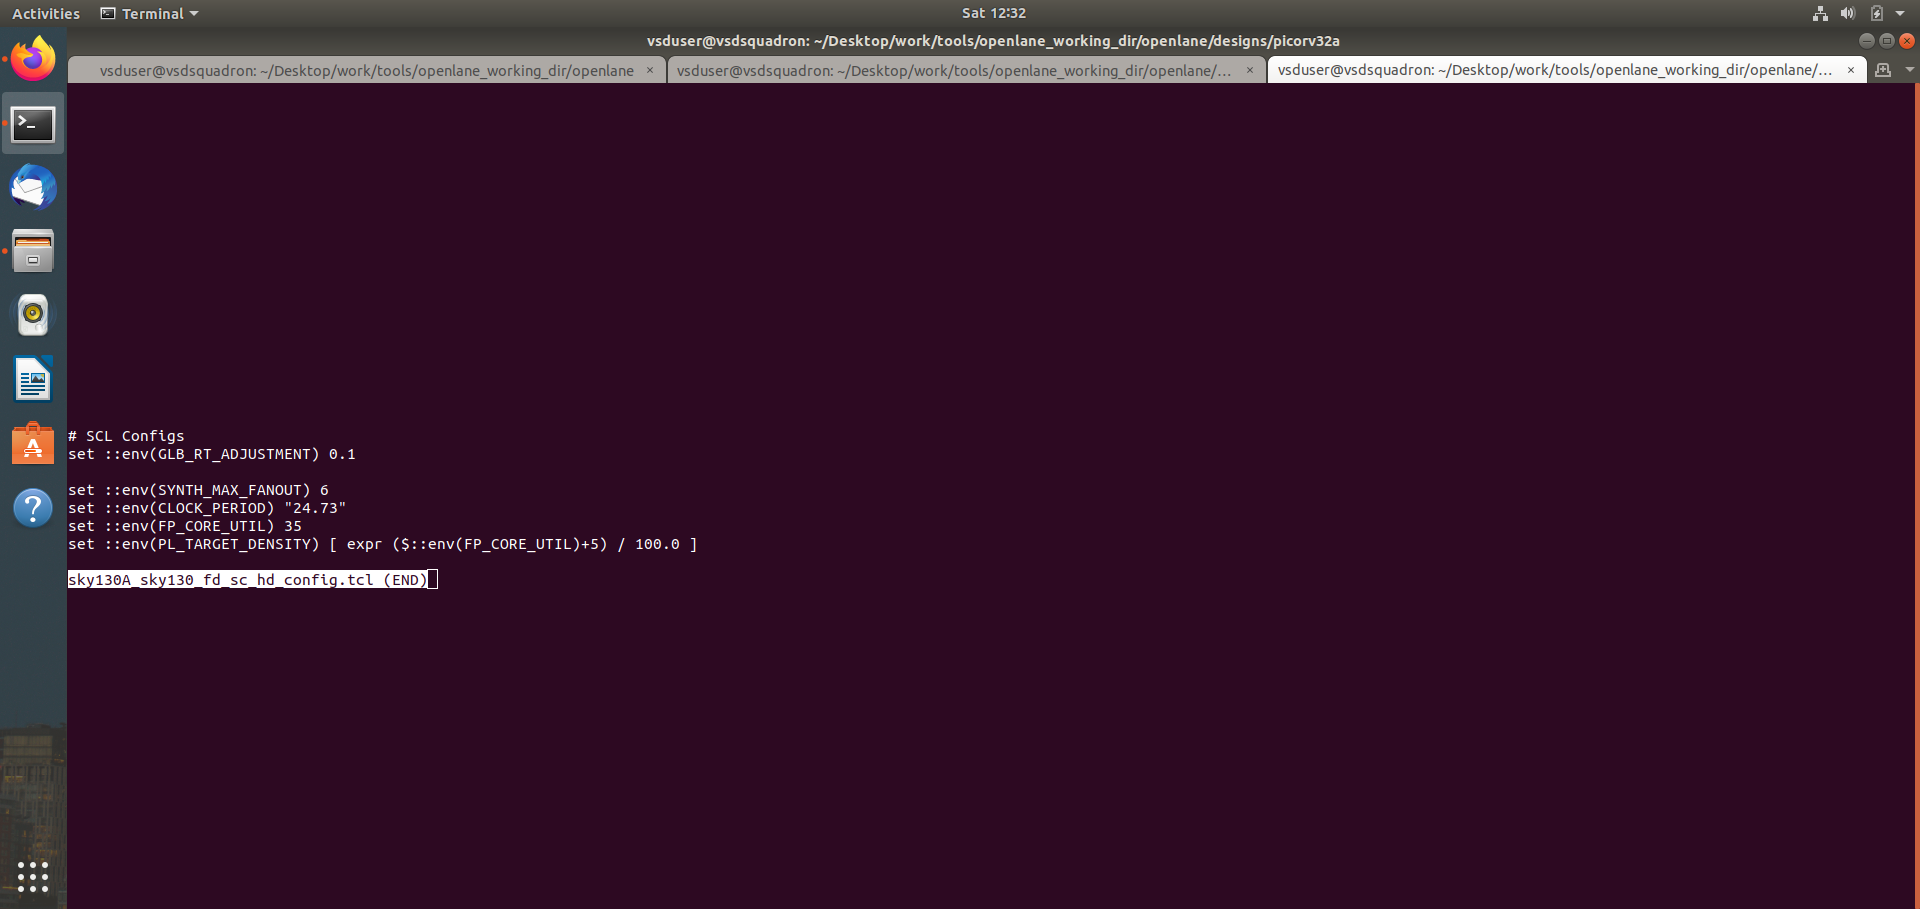 Activities
Terminal
Sat 12:32
vsduser@vsdsquadron: ~/Desktop/work/tools/openlane_working_dir/openlane/designs/picorv32a
vsduser@vsdsquadron: ~/Desktop/work/tools/openlane_working_dir/openlane
vsduser@vsdsquadron: ~/Desktop/work/tools/openlane_working_dir/openlane/...
vsduser@vsdsquadron: ~/Desktop/work/tools/openlane_working_dir/openlane/...
# SCL Configs
set ::env(GLB_RT_ADJUSTMENT) 0.1
set ::env(SYNTH_MAX_FANOUT) 6
set ::env(CLOCK_PERIOD) "24.73"
set ::env(FP_CORE_UTIL) 35
set ::env(PL_TARGET_DENSITY) [ expr ($::env(FP_CORE_UTIL)+5) / 100.0 ]
sky130A_sky130_fd_sc_hd_config.tcl (END)